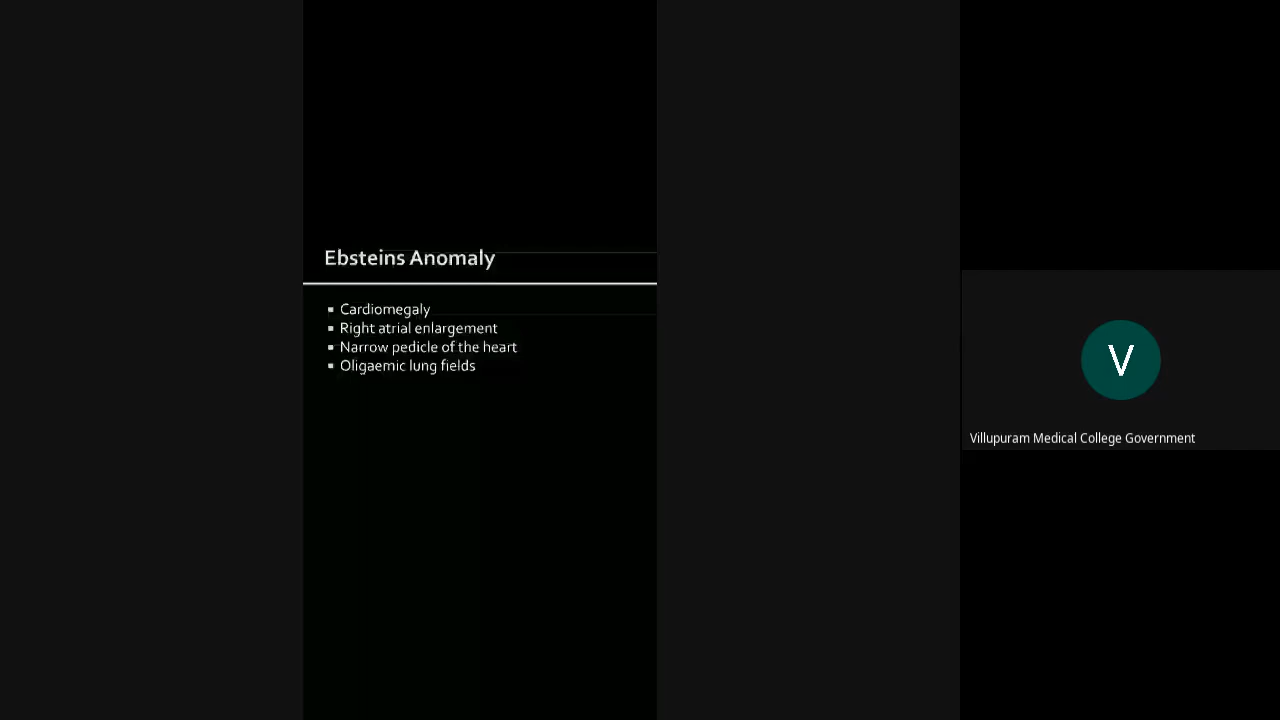 Ebsteins Anomaly
▪ Cardiomegaly
▪ Right atrial enlargement
▪ Narrow pedicle of the heart
▪ Oligaemic lung fields
V
Villupuram Medical College Government